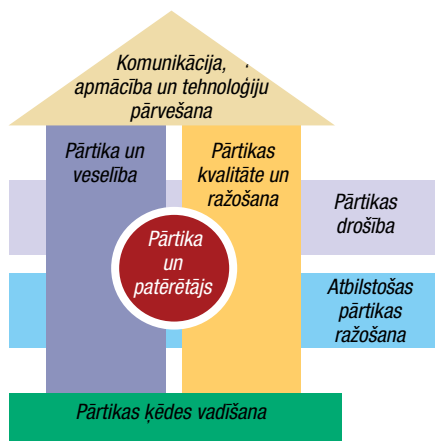 Komunikācija,
apmācība un tehnoloģiju
pārvešana
Pārtika un
veselība
Pārtikas
kvalitāte un
ražošana
Pārtikas
drošība
Pārtika
un
patērētājs
Atbilstošas
pārtikas
ražošana
Pārtikas ķēdes vadīšana